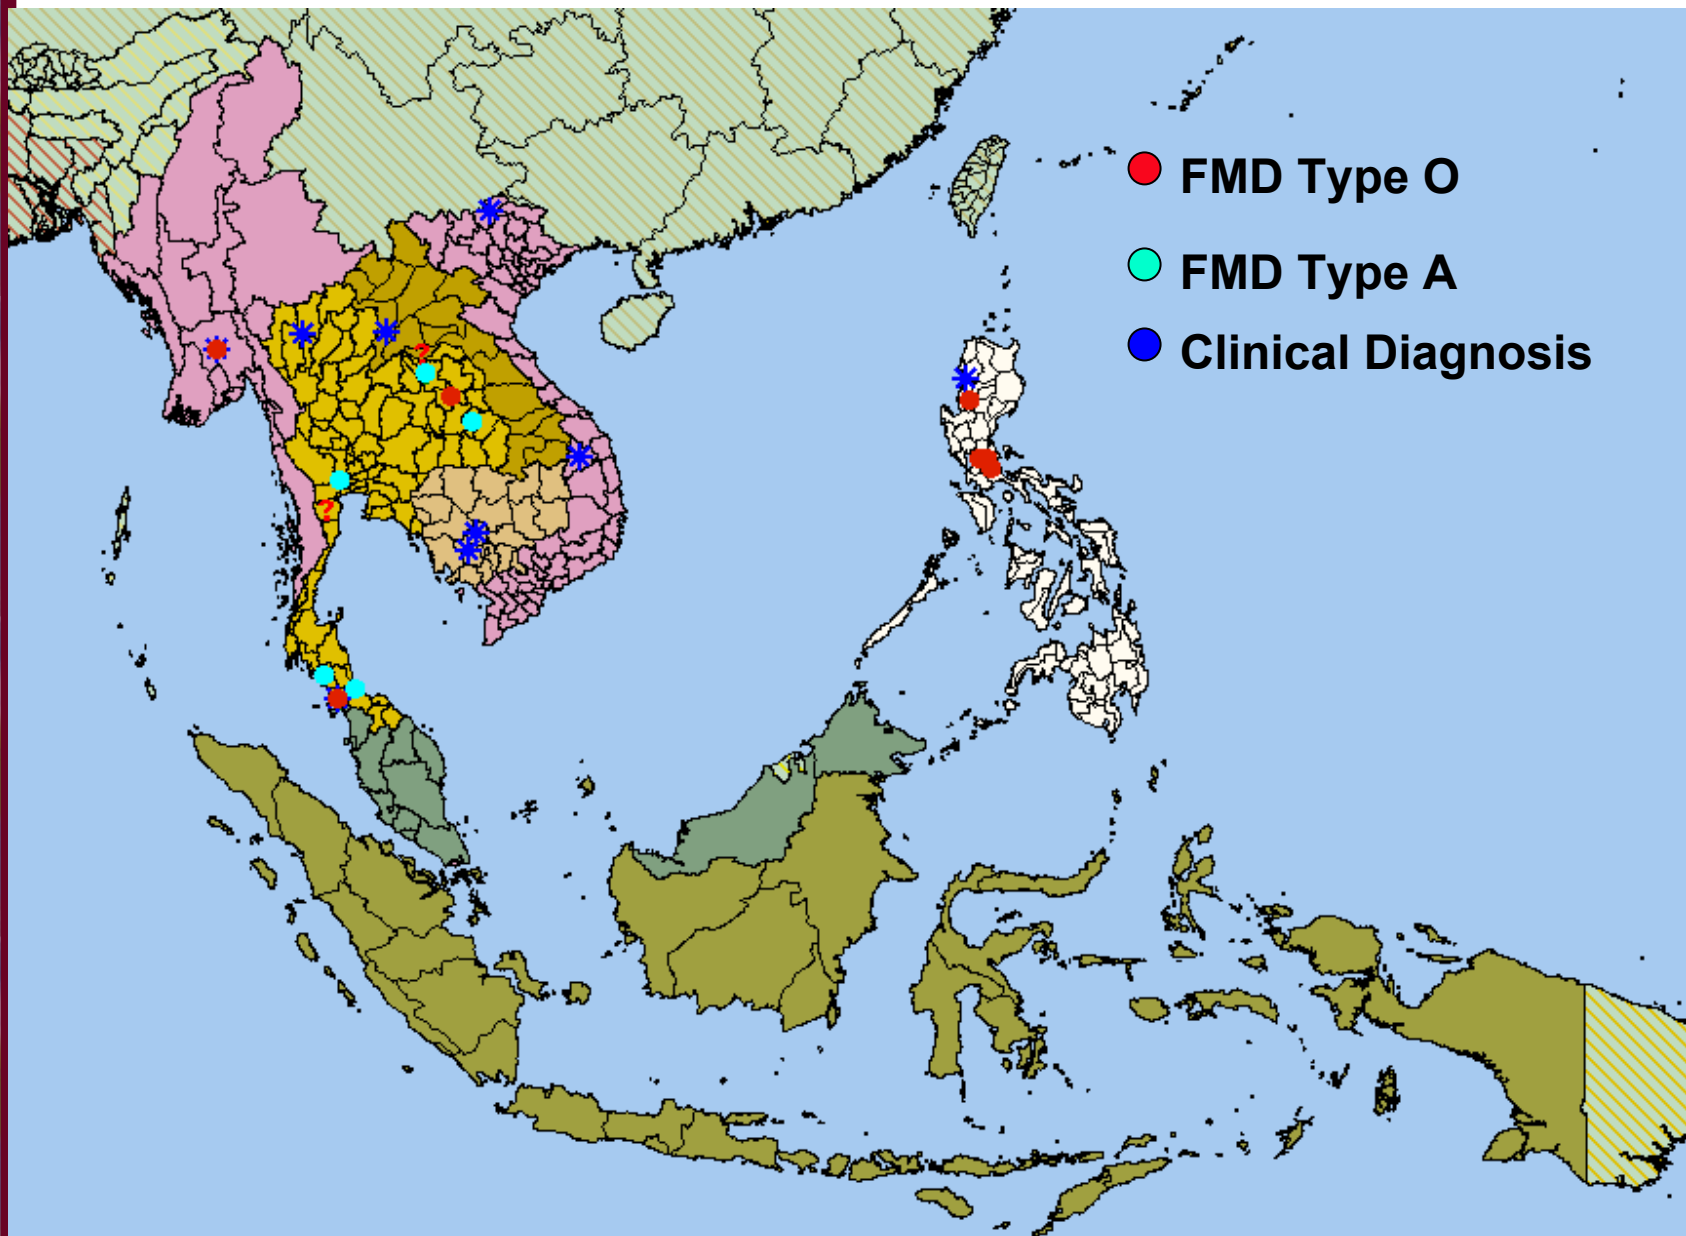 FMD Type O
FMD Type A
Clinical Diagnosis
?
?